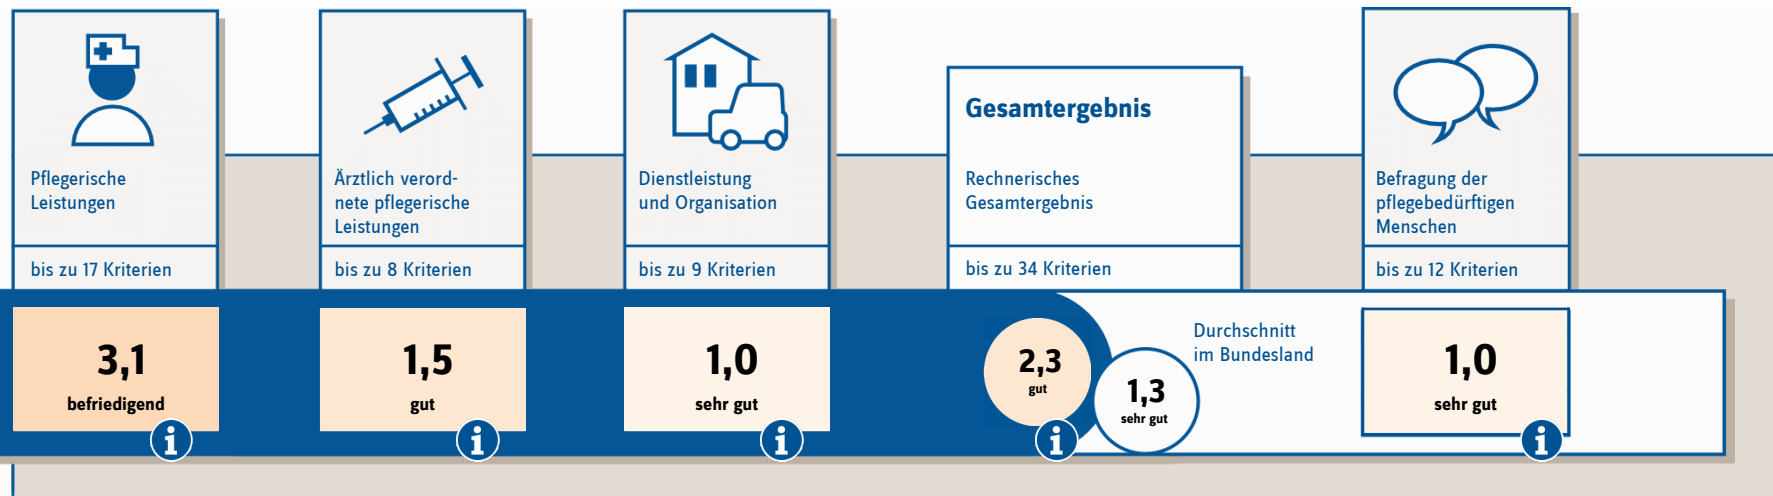 Pflegerische
Leistungen
bis zu 17 Kriterien
3,1
befriedigend
i
Ärztlich verord-
nete pflegerische
Leistungen
bis zu 8 Kriterien
1,5
gut
i
Dienstleistung
und Organisation
bis zu 9 Kriterien
1,0
sehr gut
i
Gesamtergebnis
Rechnerisches
Gesamtergebnis
bis zu 34 Kriterien
2,3
gut
i
1,3
sehr gut
Durchschnitt
im Bundesland
Befragung der
pflegebedürftigen
Menschen
bis zu 12 Kriterien
1,0
sehr gut
i